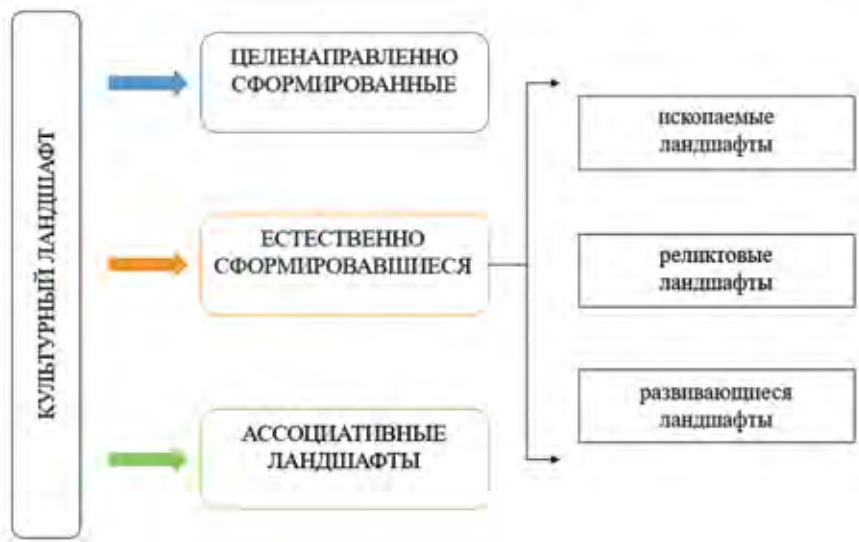 КУЛЬТУРНЫЙ ЛАНДШАФТ
ЦЕЛЕНАПРАВЛЕННО
СФОРМИРОВАННЫЕ
ЕСТЕСТВЕННО
СФОРМИРОВАВШИЕСЯ
АССОЦИАТИВНЫЕ
ЛАНДШАФТЫ
ископаемые
ландшафты
реликтовые
ландшафты
развивающиеся
ландшафты